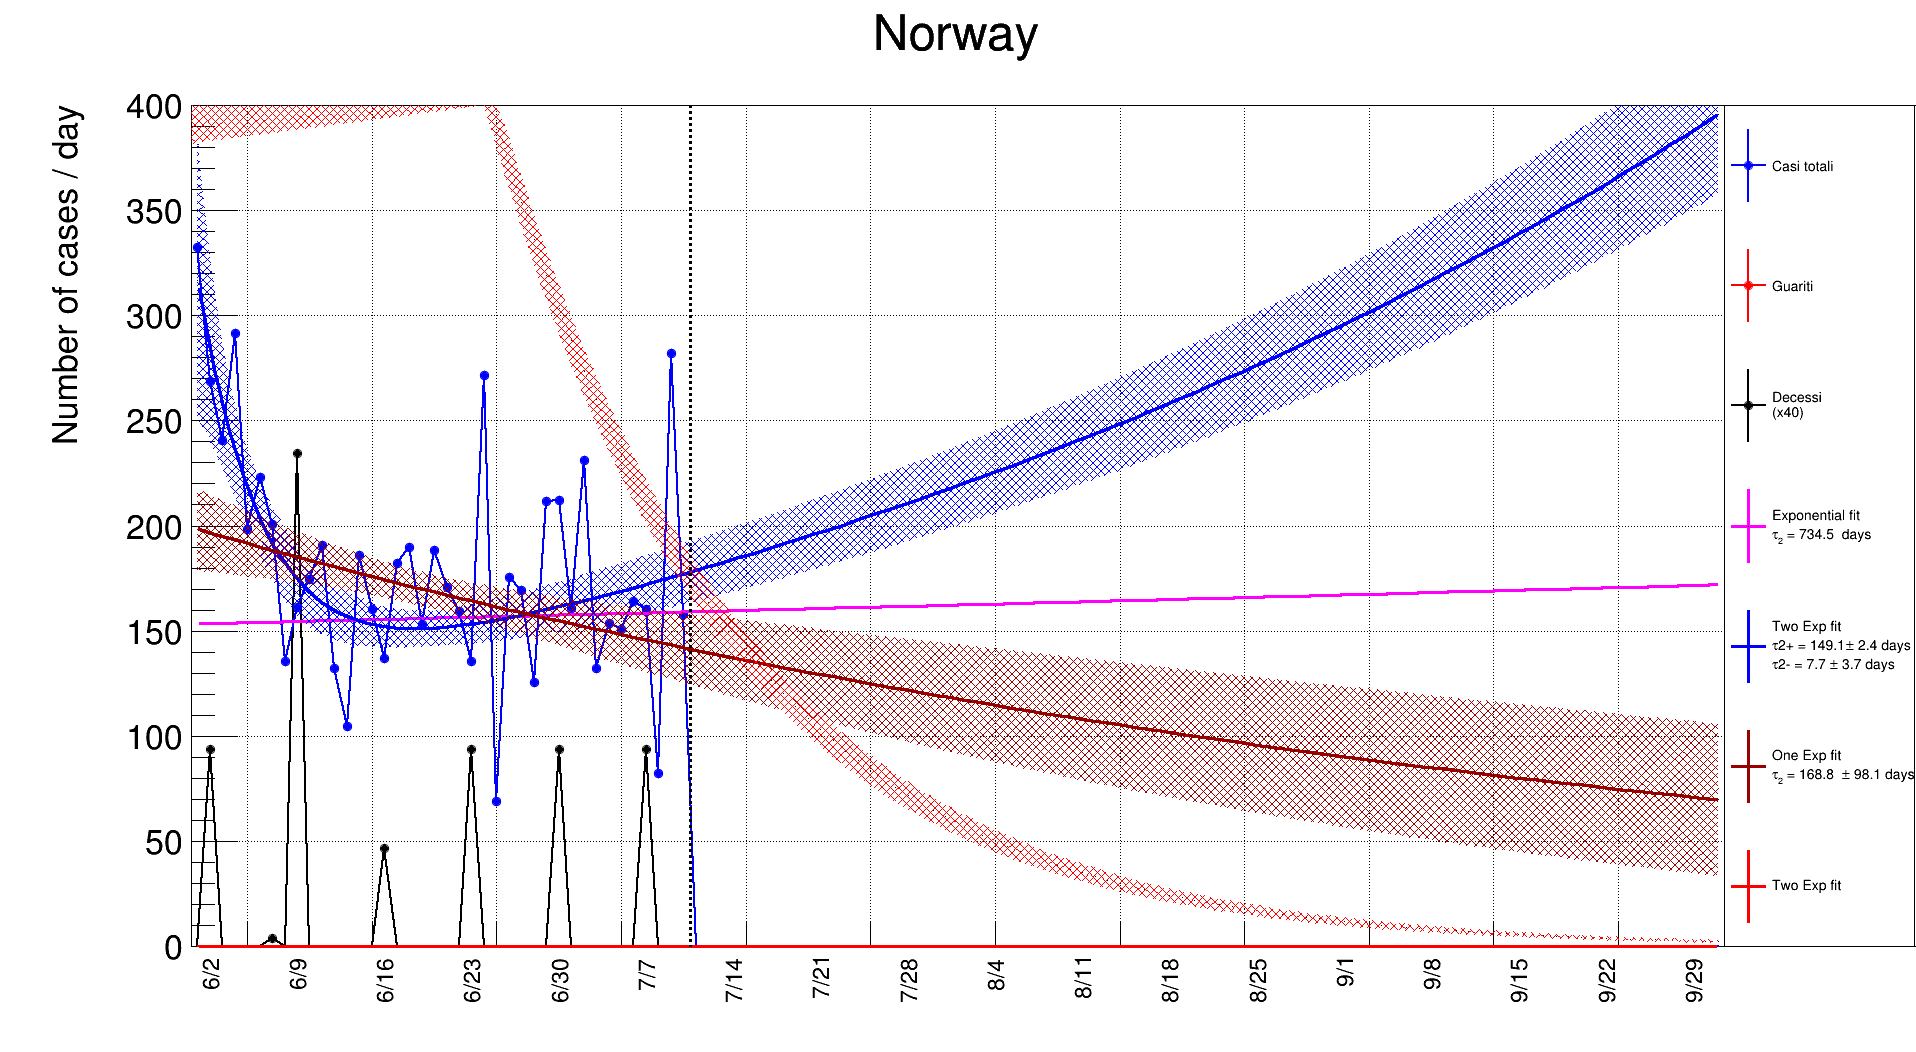 Norway
Number of cases / day
400
350
300
250
200
150
100
50
0
6/2
6/9
6/16
6/23
6/30
7/7
7/14
7/21
7/28
8/4
8/11
8/18
8/25
9/1
9/8
9/15
9/22
9/29
Casi totali
Guariti
Decessi
(x40)
Exponential fit
τ₂ = 734.5 days
Two Exp fit
τ2+ = 149.1± 2.4 days
τ2- = 7.7 ± 3.7 days
One Exp fit
τ₂ = 168.8 ± 98.1 days
Two Exp fit